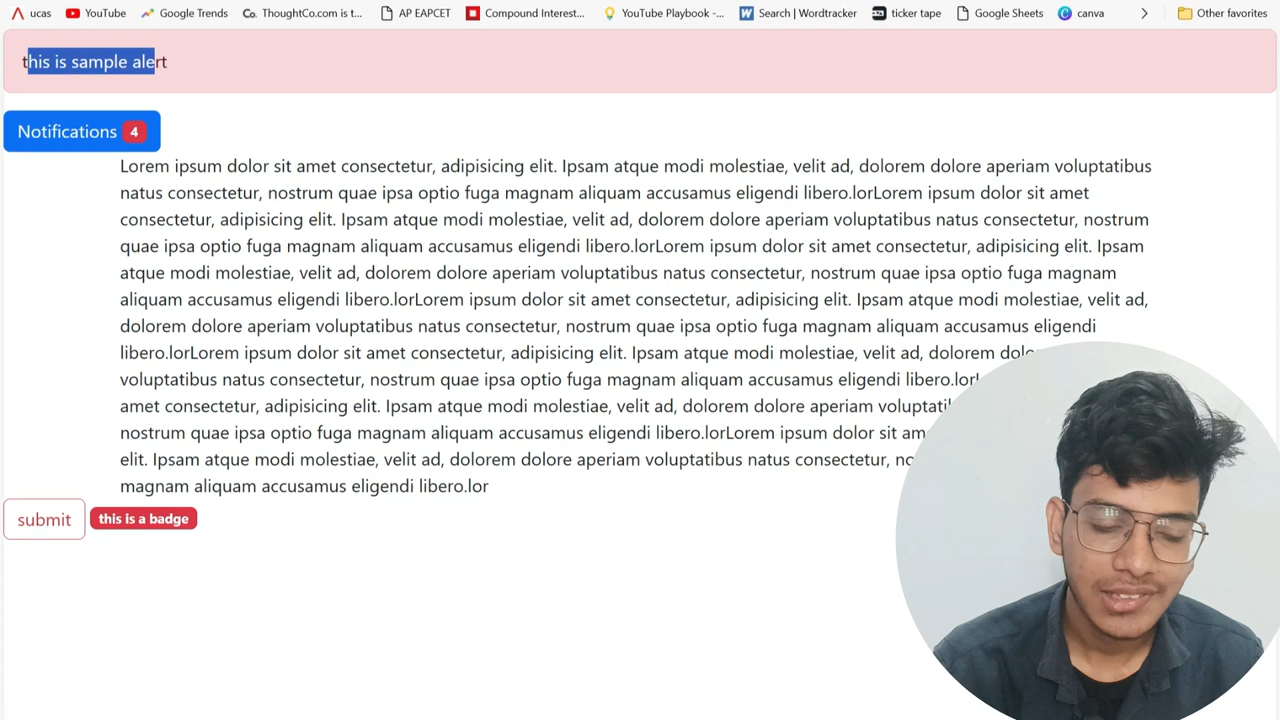 ucas YouTube Google Trends Co. ThoughtCo.com is t... AP EAPCET Compound Interest... YouTube Playbook -... W Search | Wordtracker ticker tape Google Sheets canva Other favorites
this is sample alert
Notifications 4
Lorem ipsum dolor sit amet consectetur, adipisicing elit. Ipsam atque modi molestiae, velit ad, dolorem dolore aperiam voluptatibus
natus consectetur, nostrum quae ipsa optio fuga magnam aliquam accusamus eligendi libero.lorLorem ipsum dolor sit amet
consectetur, adipisicing elit. Ipsam atque modi molestiae, velit ad, dolorem dolore aperiam voluptatibus natus consectetur, nostrum
quae ipsa optio fuga magnam aliquam accusamus eligendi libero.lorLorem ipsum dolor sit amet consectetur, adipisicing elit. Ipsam
atque modi molestiae, velit ad, dolorem dolore aperiam voluptatibus natus consectetur, nostrum quae ipsa optio fuga magnam
aliquam accusamus eligendi libero.lorLorem ipsum dolor sit amet consectetur, adipisicing elit. Ipsam atque modi molestiae, velit ad,
dolorem dolore aperiam voluptatibus natus consectetur, nostrum quae ipsa optio fuga magnam aliquam accusamus eligendi
libero.lorLorem ipsum dolor sit amet consectetur, adipisicing elit. Ipsam atque modi molestiae, velit ad, dolorem
voluptatibus natus consectetur, nostrum quae ipsa optio fuga magnam aliquam accusamus eligendi
amet consectetur, adipisicing elit. Ipsam atque modi molestiae, velit ad, dolorem dolore aperiam
nostrum quae ipsa optio fuga magnam aliquam accusamus eligendi libero.lorLorem ipsum dolor sit
elit. Ipsam atque modi molestiae, velit ad, dolorem dolore aperiam voluptatibus natus consectetur,
magnam aliquam accusamus eligendi libero.lor
submit this is a badge